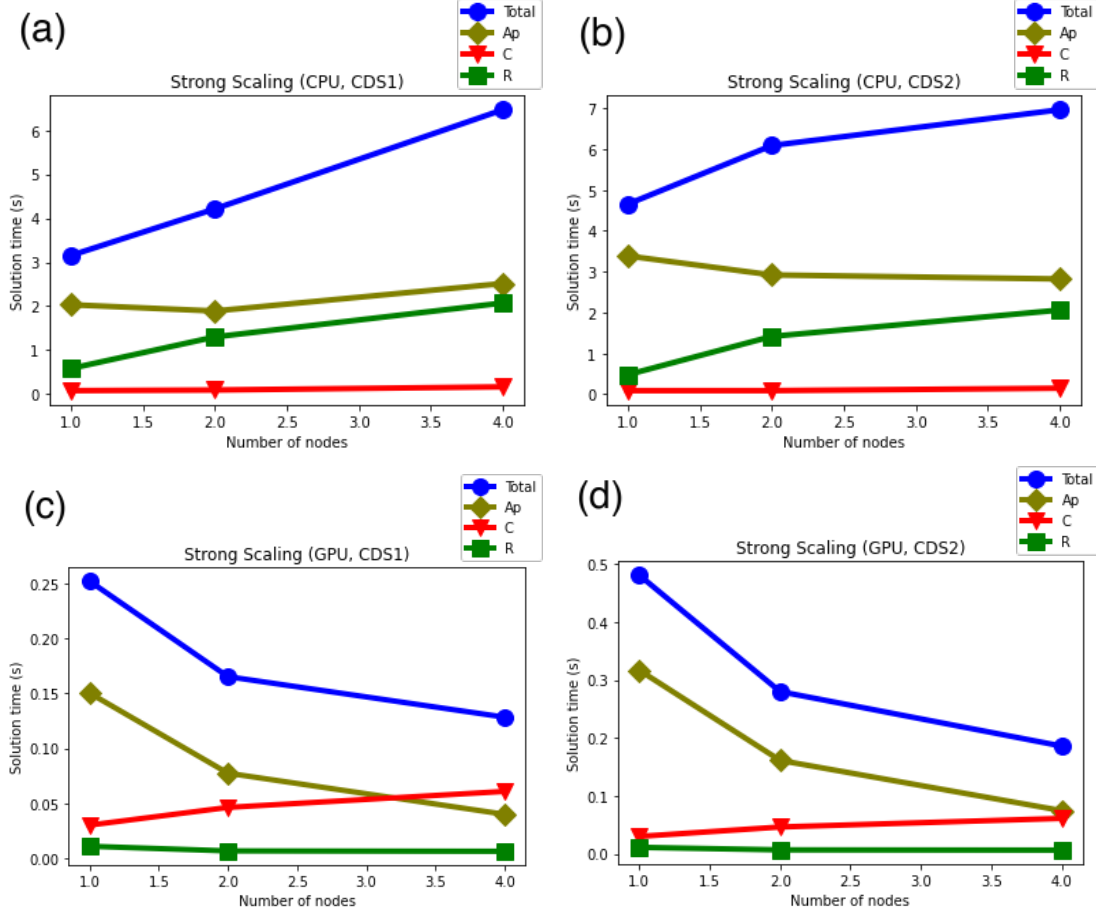 (a)
Total
Ap
C
R
Strong Scaling (CPU, CDS1)
Solution time (s)
6
5
4
3
2
1
0
1.0 1.5 2.0 2.5 3.0 3.5 4.0
Number of nodes
(b)
Total
Ap
C
R
Strong Scaling (CPU, CDS2)
Solution time (s)
7
6
5
4
3
2
1
0
1.0 1.5 2.0 2.5 3.0 3.5 4.0
Number of nodes
(c)
Total
Ap
C
R
Strong Scaling (GPU, CDS1)
Solution time (s)
0.25
0.20
0.15
0.10
0.05
0.00
1.0 1.5 2.0 2.5 3.0 3.5 4.0
Number of nodes
(d)
Total
Ap
C
R
Strong Scaling (GPU, CDS2)
Solution time (s)
0.5
0.4
0.3
0.2
0.1
0.0
1.0 1.5 2.0 2.5 3.0 3.5 4.0
Number of nodes